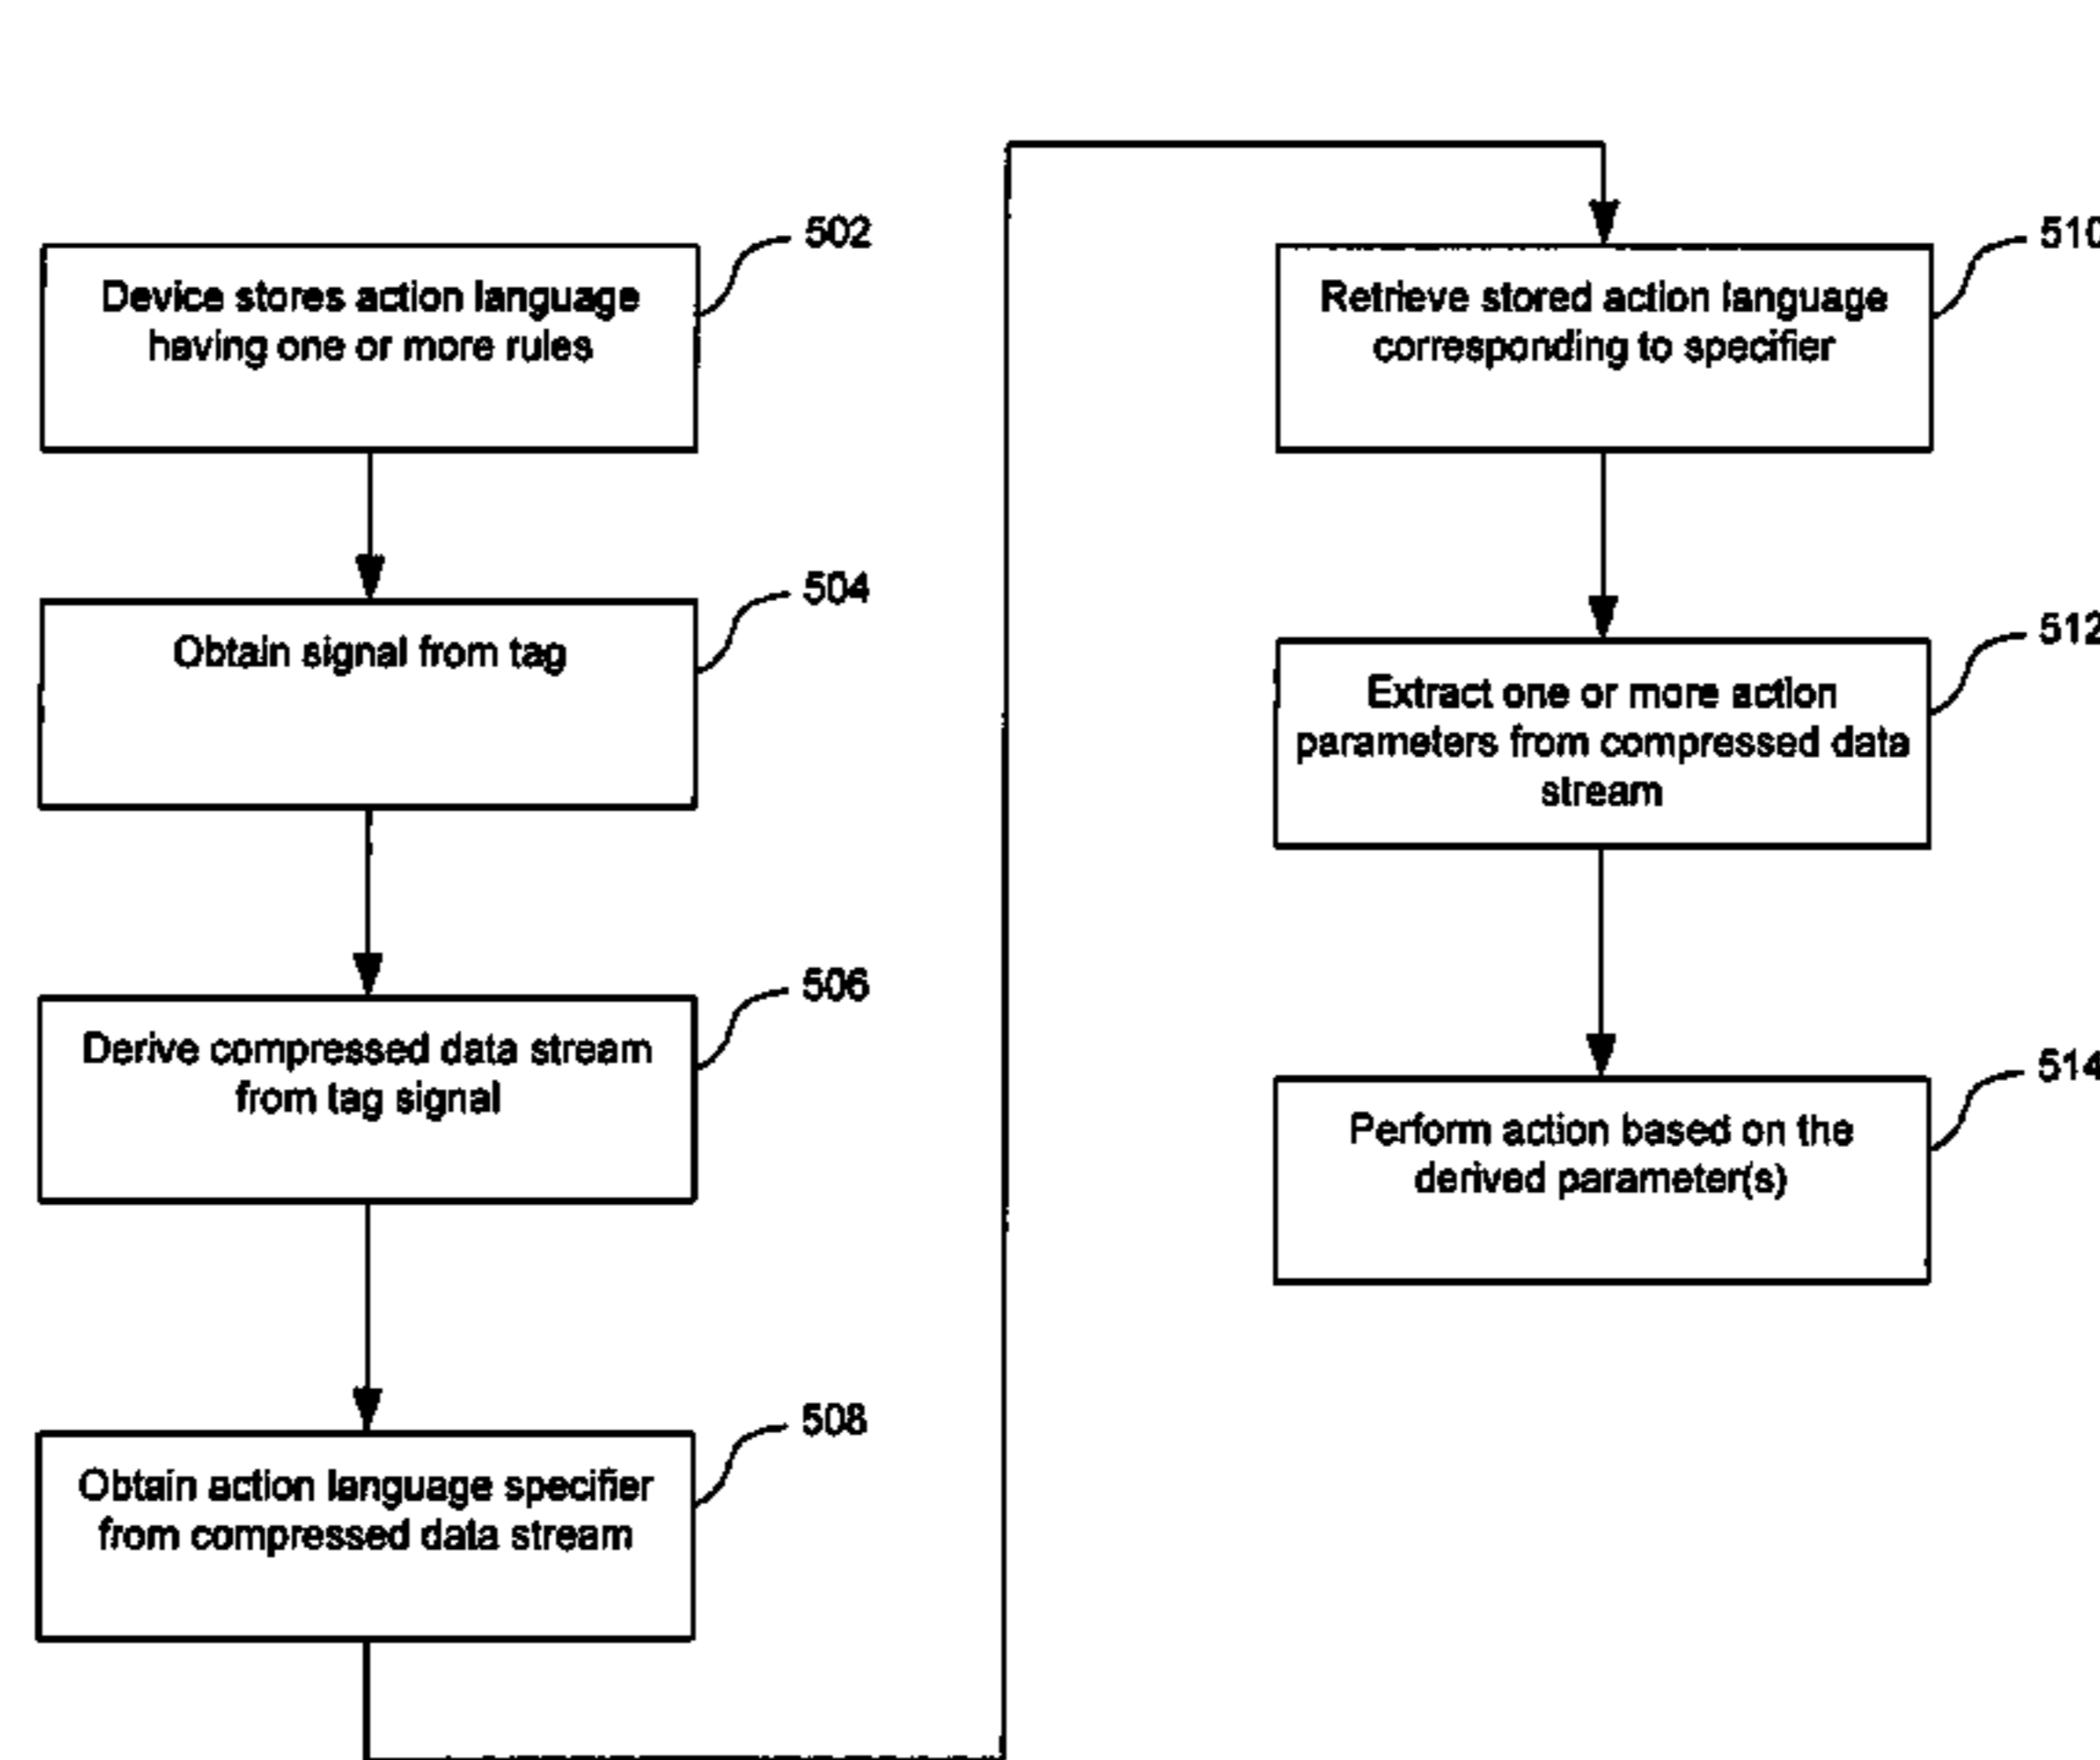 502
Device stores action language
having one or more rules
504
Obtain signal from tag
506
Derive compressed data stream
from tag signal
508
Obtain action language specifier
from compressed data stream
510
Retrieve stored action language
corresponding to specifier
512
Extract one or more action
parameters from compressed data
stream
514
Perform action based on the
derived parameter(s)